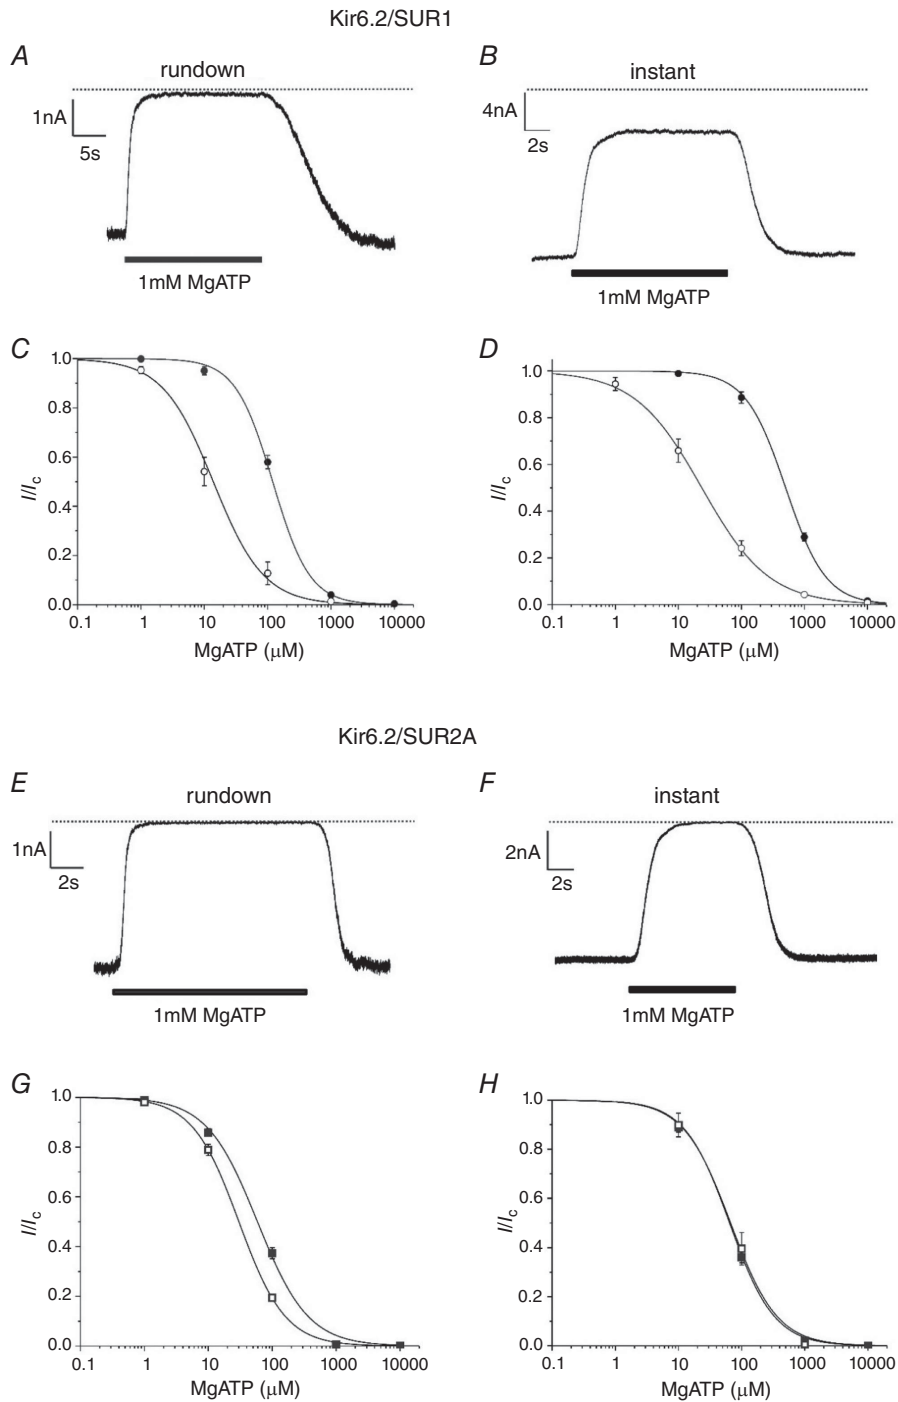 Kir6.2/SUR1
A
rundown
1nA
5s
1mM MgATP
B
instant
4nA
2s
1mM MgATP
C
I/Ic
1.0
0.8
0.6
0.4
0.2
0.0
0.1 1 10 100 1000 10000
MgATP (μM)
D
I/Ic
1.0
0.8
0.6
0.4
0.2
0.0
0.1 1 10 100 1000 10000
MgATP (μM)
Kir6.2/SUR2A
E
rundown
1nA
2s
1mM MgATP
F
instant
2nA
2s
1mM MgATP
G
I/Ic
1.0
0.8
0.6
0.4
0.2
0.0
0.1 1 10 100 1000 10000
MgATP (μM)
H
I/Ic
1.0
0.8
0.6
0.4
0.2
0.0
0.1 1 10 100 1000 10000
MgATP (μM)